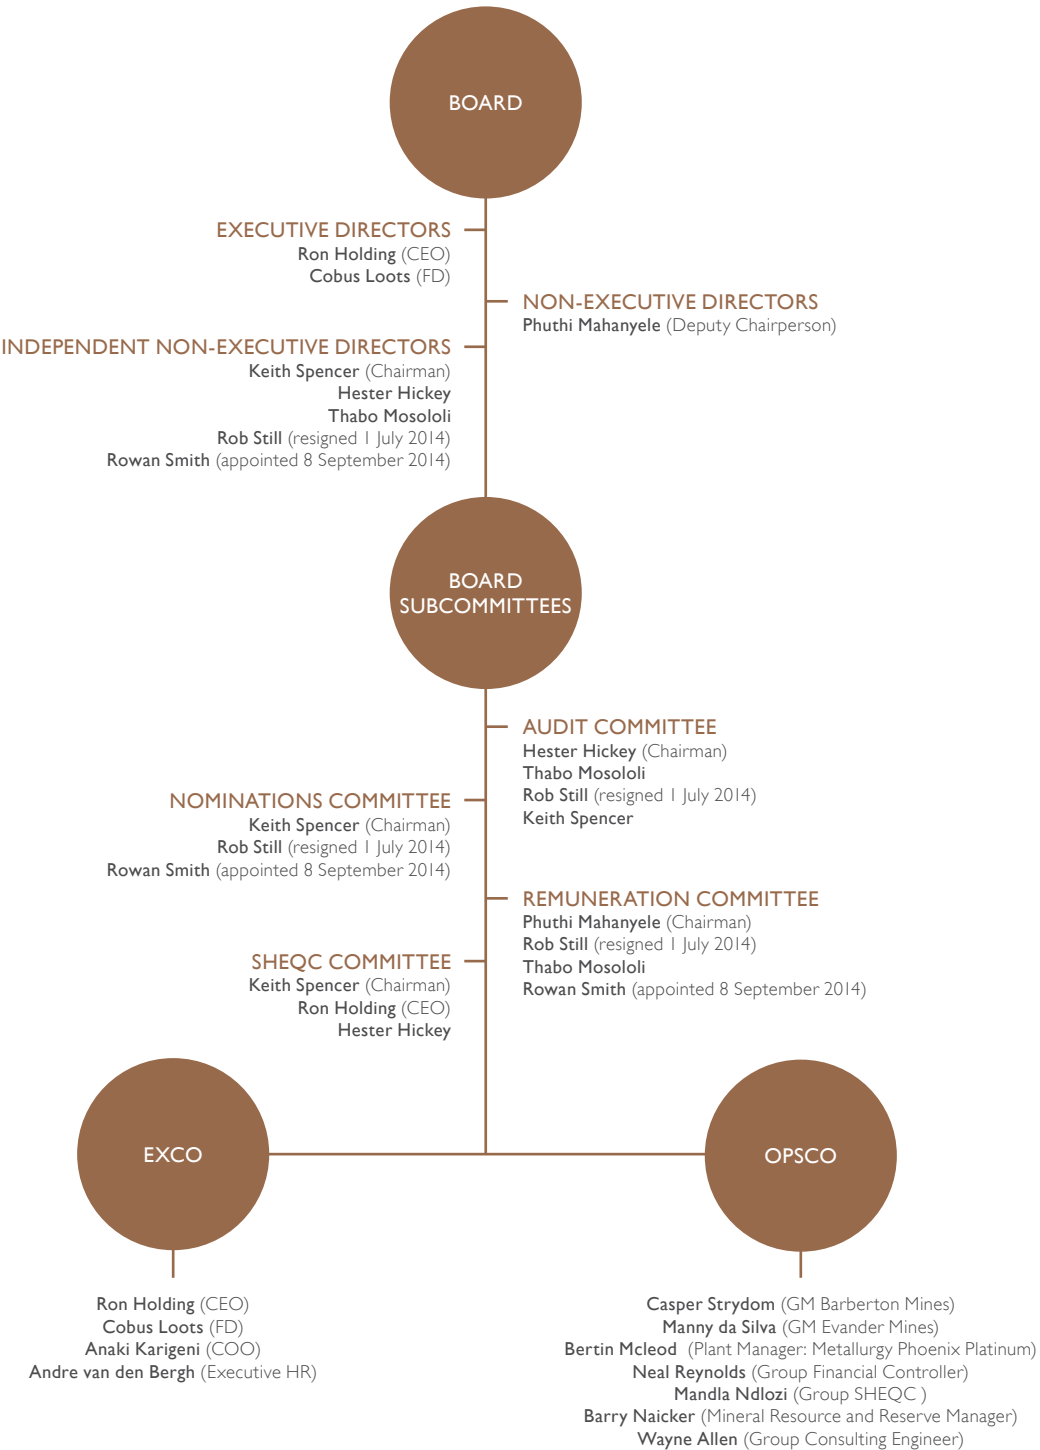 BOARD
EXECUTIVE DIRECTORS
Ron Holding (CEO)
Cobus Loots (FD)
NON-EXECUTIVE DIRECTORS
Phuthi Mahanyele (Deputy Chairperson)
INDEPENDENT NON-EXECUTIVE DIRECTORS
Keith Spencer (Chairman)
Hester Hickey
Thabo Mosololi
Rob Still (resigned 1 July 2014)
Rowan Smith (appointed 8 September 2014)
BOARD
SUBCOMMITTEES
AUDIT COMMITTEE
Hester Hickey (Chairman)
Thabo Mosololi
Rob Still (resigned 1 July 2014)
Keith Spencer
NOMINATIONS COMMITTEE
Keith Spencer (Chairman)
Rob Still (resigned 1 July 2014)
Rowan Smith (appointed 8 September 2014)
REMUNERATION COMMITTEE
Phuthi Mahanyele (Chairman)
Rob Still (resigned 1 July 2014)
Thabo Mosololi
Rowan Smith (appointed 8 September 2014)
SHEQC COMMITTEE
Keith Spencer (Chairman)
Ron Holding (CEO)
Hester Hickey
EXCO
Ron Holding (CEO)
Cobus Loots (FD)
Anaki Karigeni (COO)
Andre van den Bergh (Executive HR)
OPSCO
Casper Strydom (GM Barberton Mines)
Manny da Silva (GM Evander Mines)
Bertin Mcleod (Plant Manager: Metallurgy Phoenix Platinum)
Neal Reynolds (Group Financial Controller)
Mandla Ndlozi (Group SHEQC )
Barry Naicker (Mineral Resource and Reserve Manager)
Wayne Allen (Group Consulting Engineer)